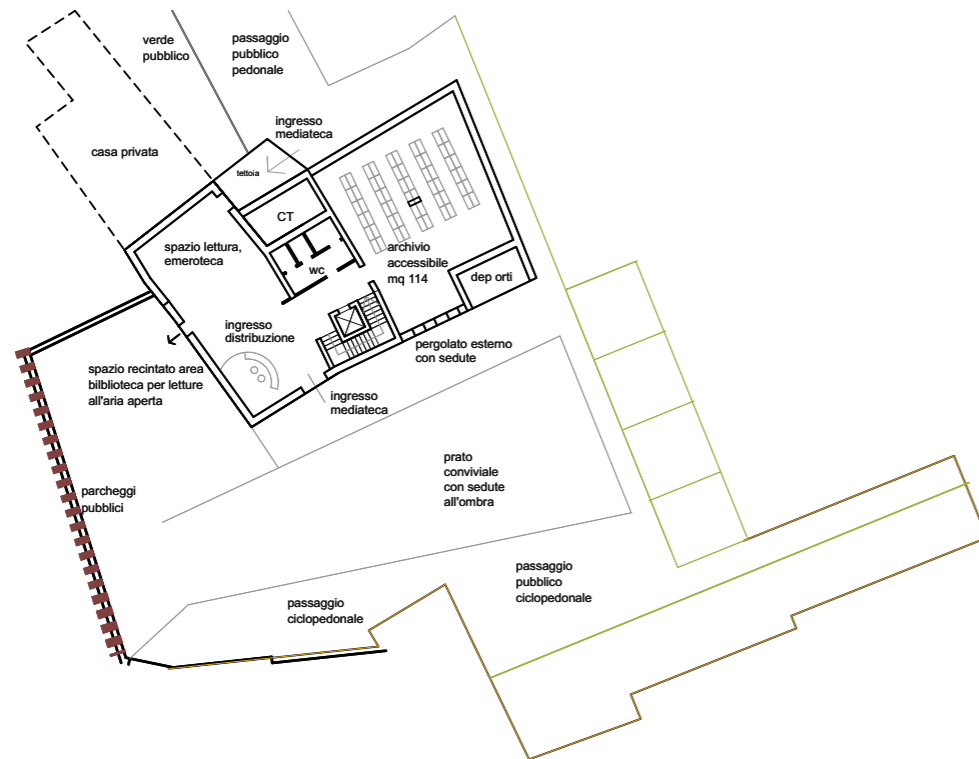 verde
pubblico
passaggio
pubblico
pedonale
ingresso
mediateca
casa privata
tettoia
CT
spazio lettura,
emeroteca
wc
archivio
accessibile
mq 114
dep orti
ingresso
distribuzione
pergolato esterno
con sedute
spazio recintato area
bilblioteca per letture
all'aria aperta
ingresso
mediateca
prato
conviviale
con sedute
all'ombra
parcheggi
pubblici
passaggio
pubblico
ciclopedonale
passaggio
ciclopedonale